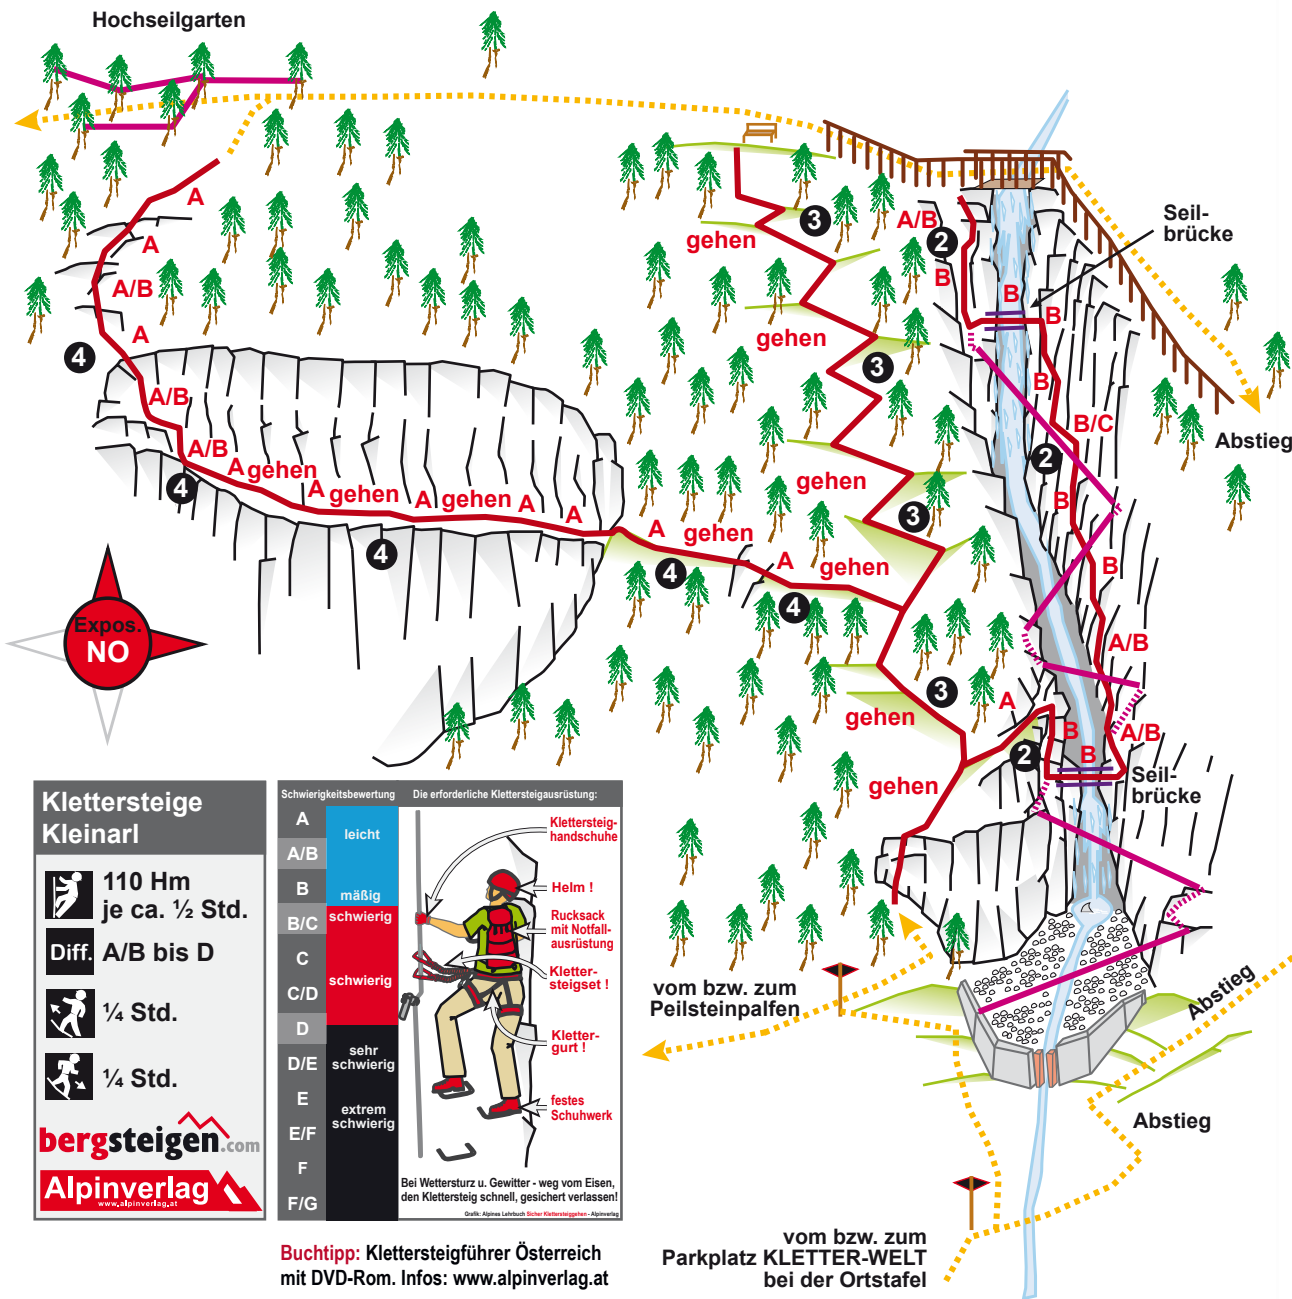 Hochseilgarten
3
A/B
2
Seil-
brücke
gehen
B
B
B
A
A
A/B
A
4
gehen
3
B
A/B
B/C
2
Abstieg
A/B
A gehen
4
A gehen
A gehen
A
A
gehen
B
3
4
A gehen
A gehen
4
4
B
Expos.
NO
A/B
3
gehen
A
B
A/B
2
B
gehen
Seil-
brücke
Klettersteige
Kleinarl
110 Hm
je ca. ½ Std.
Diff. A/B bis D
¼ Std.
¼ Std.
bergsteigen.com
Alpinverlag
www.alpinverlag.at
Schwierigkeitsbewertung
Die erforderliche Klettersteigausrüstung:
A
leicht
A/B
B
mäßig
B/C
schwierig
C
schwierig
C/D
D
sehr
schwierig
D/E
E
extrem
schwierig
E/F
F
F/G
Klettersteig-
handschuhe
Helm !
Rucksack
mit Notfall-
ausrüstung
Kletter-
steigset !
Kletter-
gurt !
festes
Schuhwerk
Bei Wettersturz u. Gewitter - weg vom Eisen,
den Klettersteig schnell, gesichert verlassen!
Grafik: Alpines Lehrbuch Sicher Klettersteiggehen - Alpinverlag
Buchtipp: Klettersteigführer Österreich
mit DVD-Rom. Infos: www.alpinverlag.at
vom bzw. zum
Peilsteinpalfen
Abstieg
Abstieg
vom bzw. zum
Parkplatz KLETTER-WELT
bei der Ortstafel